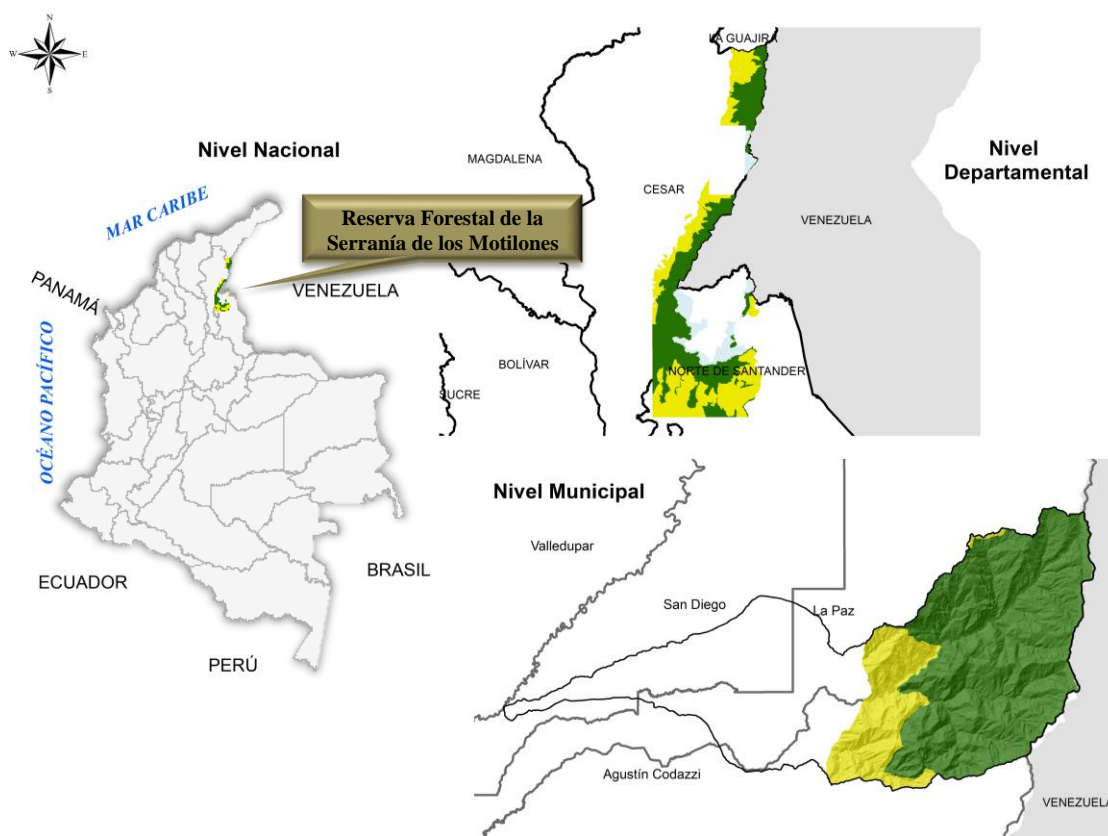 N
W
E
S
Nivel Nacional
MAR CARIBE
PANAMÁ
OCÉANO PACÍFICO
VENEZUELA
ECUADOR
BRASIL
PERÚ
Reserva Forestal de la
Serranía de los Motilones
LA GUAJIRA
MAGDALENA
CESAR
VENEZUELA
BOLÍVAR
SUCRE
NORTE DE SANTANDER
Nivel
Departamental
Nivel Municipal
Valledupar
San Diego
La Paz
Agustín Codazzi
VENEZUELA